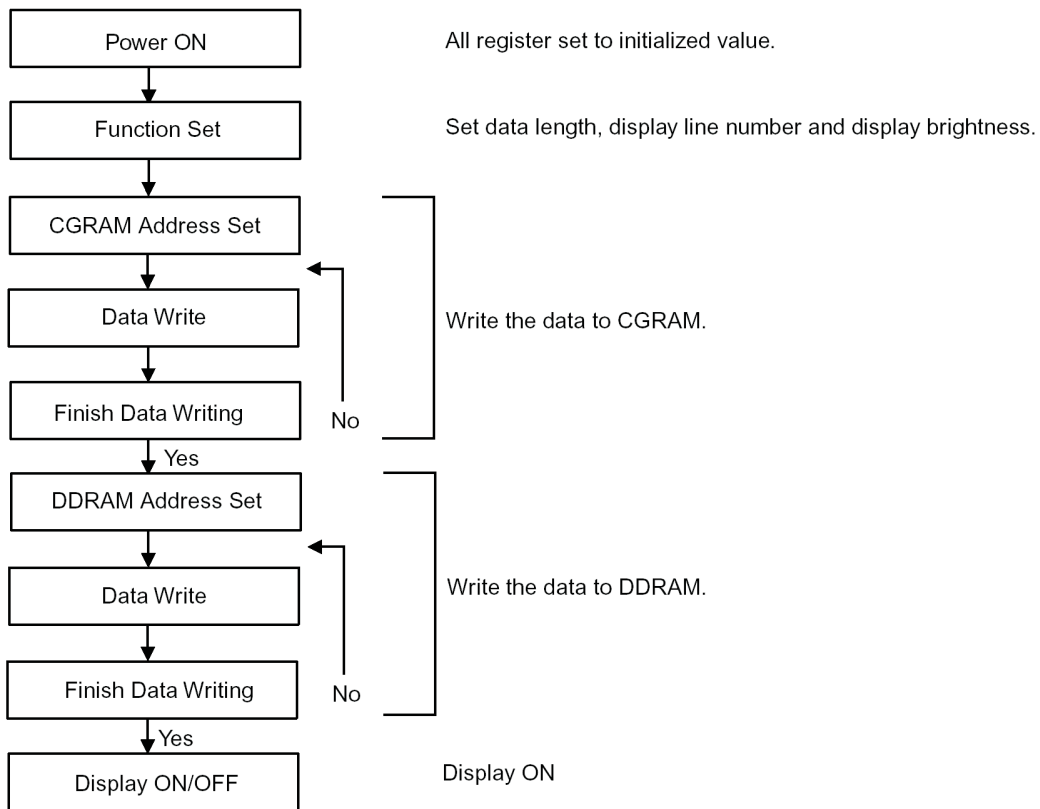 Power ON
All register set to initialized value.
Function Set
Set data length, display line number and display brightness.
CGRAM Address Set
Data Write
Write the data to CGRAM.
Finish Data Writing
No
Yes
DDRAM Address Set
Data Write
Write the data to DDRAM.
Finish Data Writing
No
Yes
Display ON/OFF
Display ON